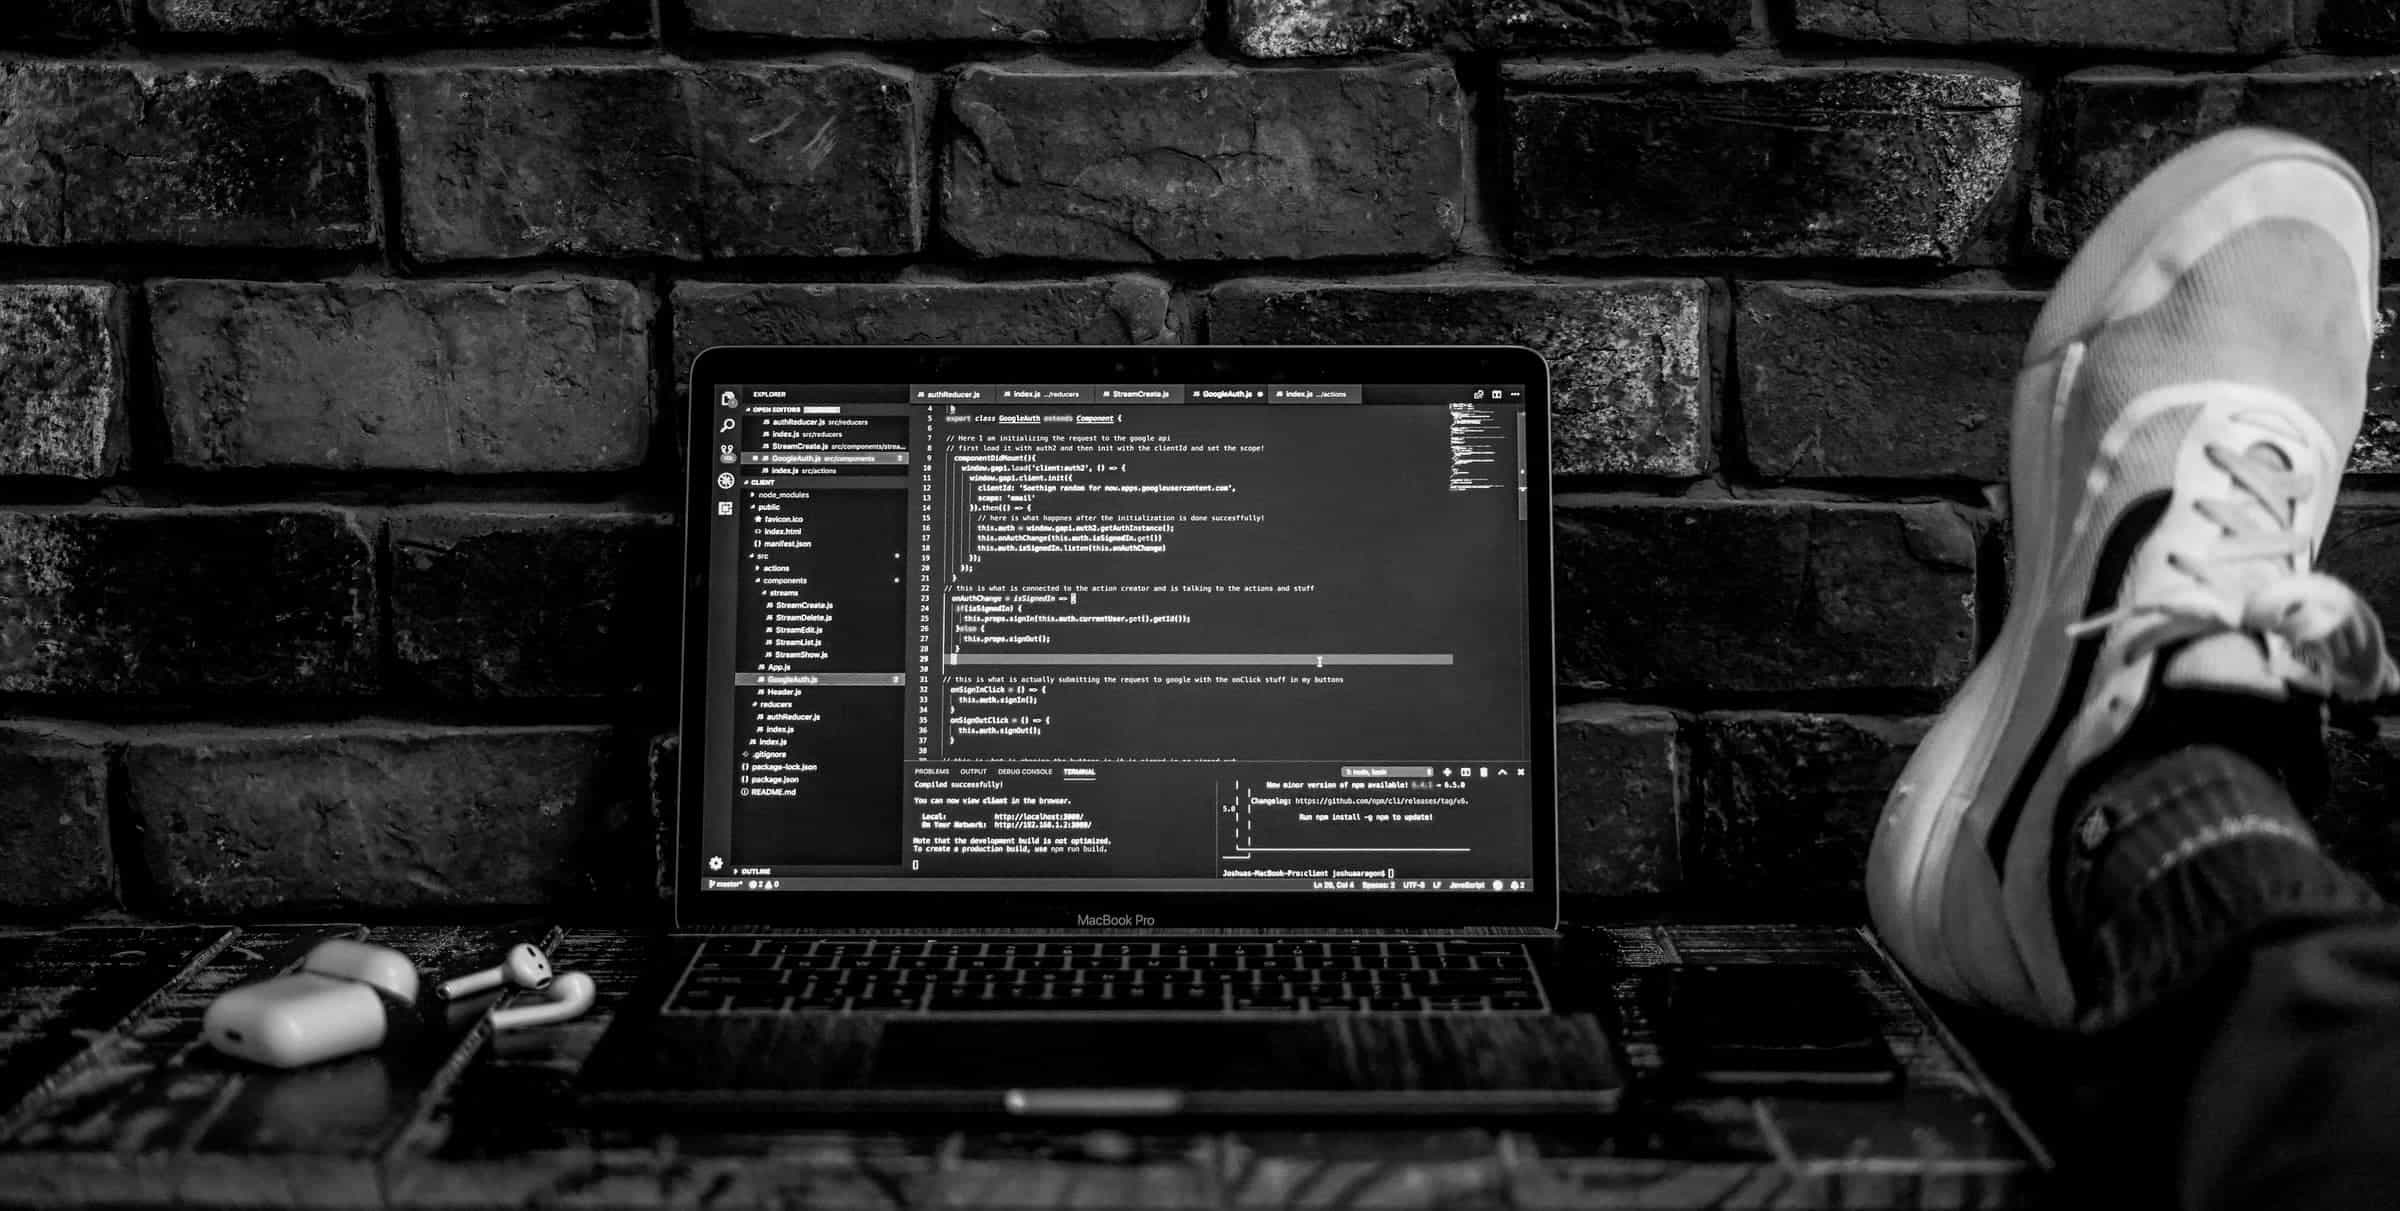 EXPLORER
OPEN EDITORS
authReducer.js src/reducers
index.js src/reducers
StreamCreate.js src/components/strea...
GoogleAuth.js src/components 2
index.js src/actions
CLIENT
node_modules
public
favicon.ico
index.html
manifest.json
src
actions
components
streams
StreamCreate.js
StreamDelete.js
StreamEdit.js
StreamList.js
StreamShow.js
App.js
GoogleAuth.js 2
Header.js
reducers
authReducer.js
index.js
index.js
.gitignore
package-lock.json
package.json
README.md
OUTLINE
authReducer.js index.js .../reducers StreamCreate.js GoogleAuth.js index.js .../actions
4
5 export class GoogleAuth extends Component {
6
7 // Here I am initializing the request to the google api
8 // first load it with auth2 and then init with the clientId and set the scope!
9 componentDidMount(){
10 window.gapi.load('client:auth2', () => {
11 window.gapi.client.init({
12 clientId: 'Soethign random for now.apps.googleusercontent.com',
13 scope: 'email'
14 }).then(() => {
15 // here is what happnes after the initialization is done succesffully!
16 this.auth = window.gapi.auth2.getAuthInstance();
17 this.onAuthChange(this.auth.isSignedIn.get())
18 this.auth.isSignedIn.listen(this.onAuthChange)
19 });
20 });
21 }
22 // this is what is connected to the action creator and is talking to the actions and stuff
23 onAuthChange = isSignedIn => {
24 if(isSignedIn) {
25 this.props.signIn(this.auth.currentUser.get().getId());
26 }else {
27 this.props.signOut();
28 }
29 }
30
31 // this is what is actually submitting the request to google with the onClick stuff in my buttons
32 onSignInClick = () => {
33 this.auth.signIn();
34 }
35 onSignOutClick = () => {
36 this.auth.signOut();
37 }
38
PROBLEMS OUTPUT DEBUG CONSOLE TERMINAL
1: node, bash
Compiled successfully!
You can now view client in the browser.
Local: http://localhost:3000/
On Your Network: http://192.168.1.2:3000/
Note that the development build is not optimized.
To create a production build, use npm run build.
New minor version of npm available! 6.4.1 → 6.5.0
Changelog: https://github.com/npm/cli/releases/tag/v6.
5.0
Run npm install -g npm to update!
Joshuas-MacBook-Pro:client joshuaaragon$
master* 2 0
Ln 29, Col 4 Spaces: 2 UTF-8 LF JavaScript 2
MacBook Pro